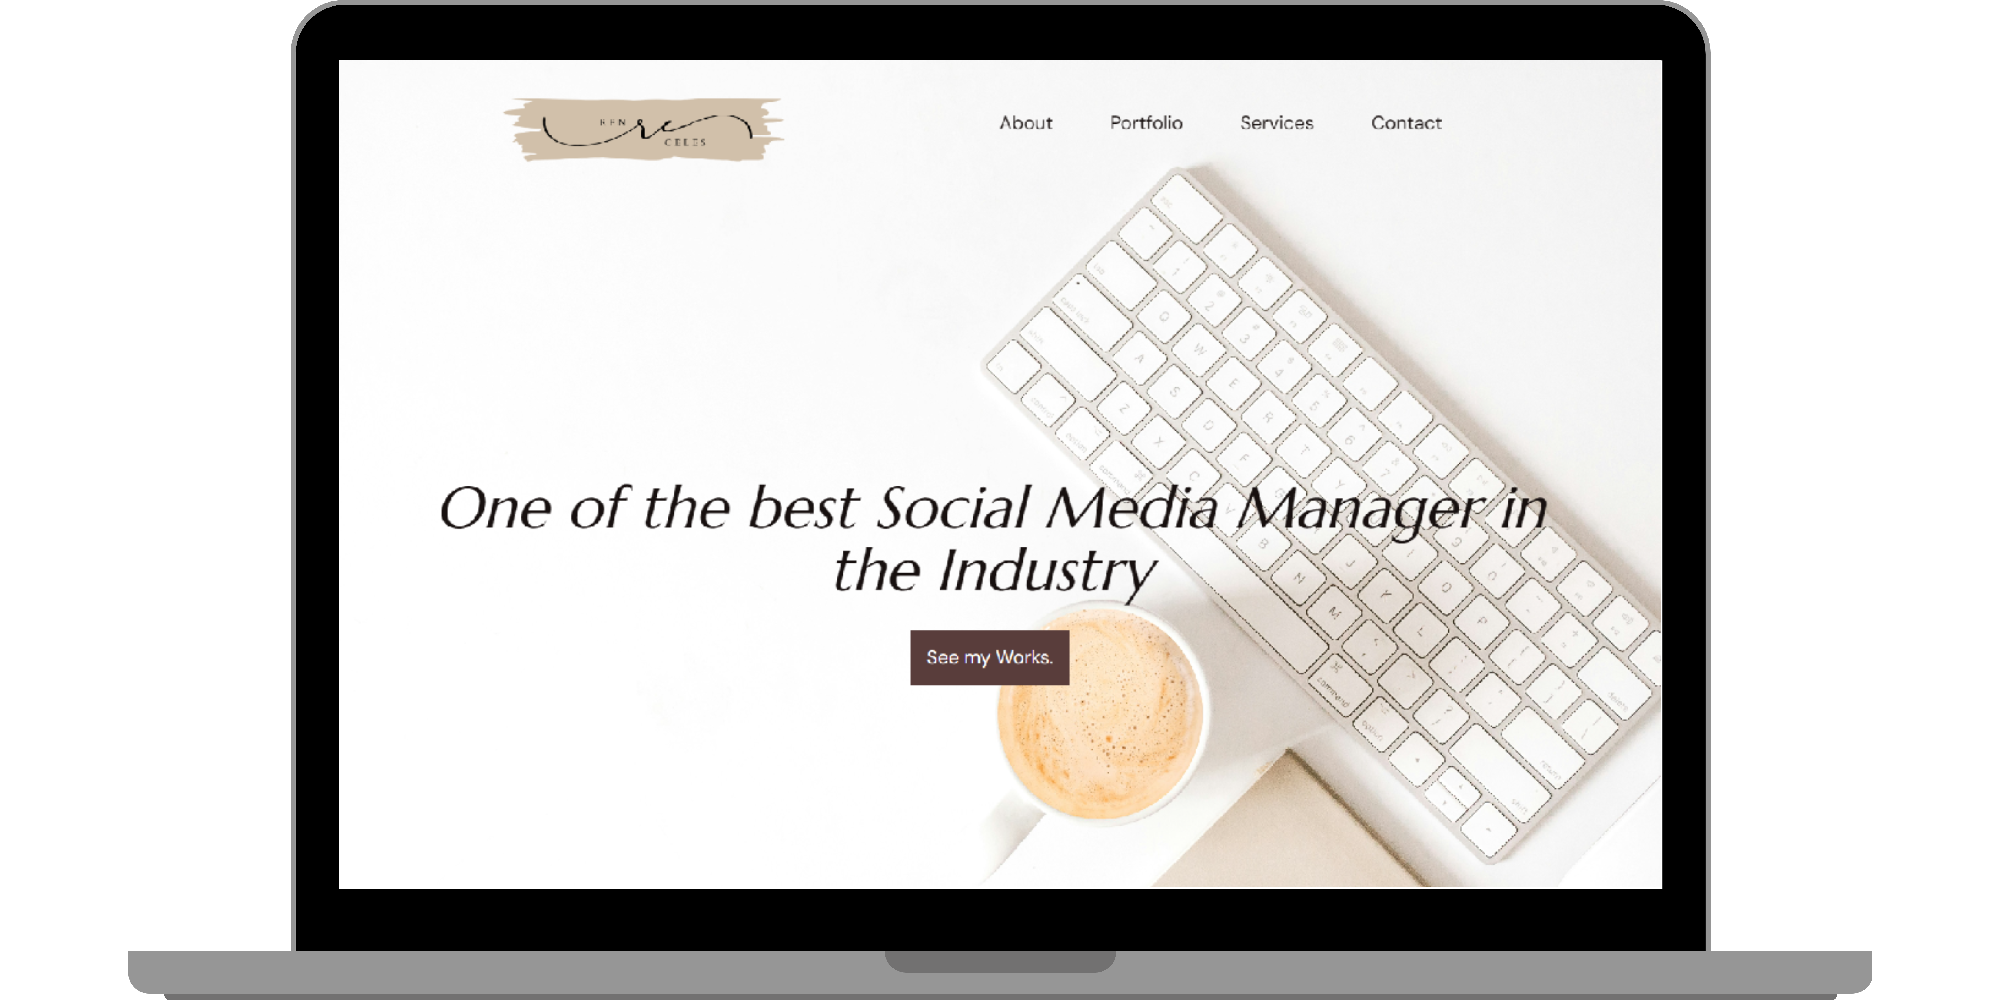 REN
rc
CELES
About Portfolio Services Contact
One of the best Social Media Manager in
the Industry
See my Works.